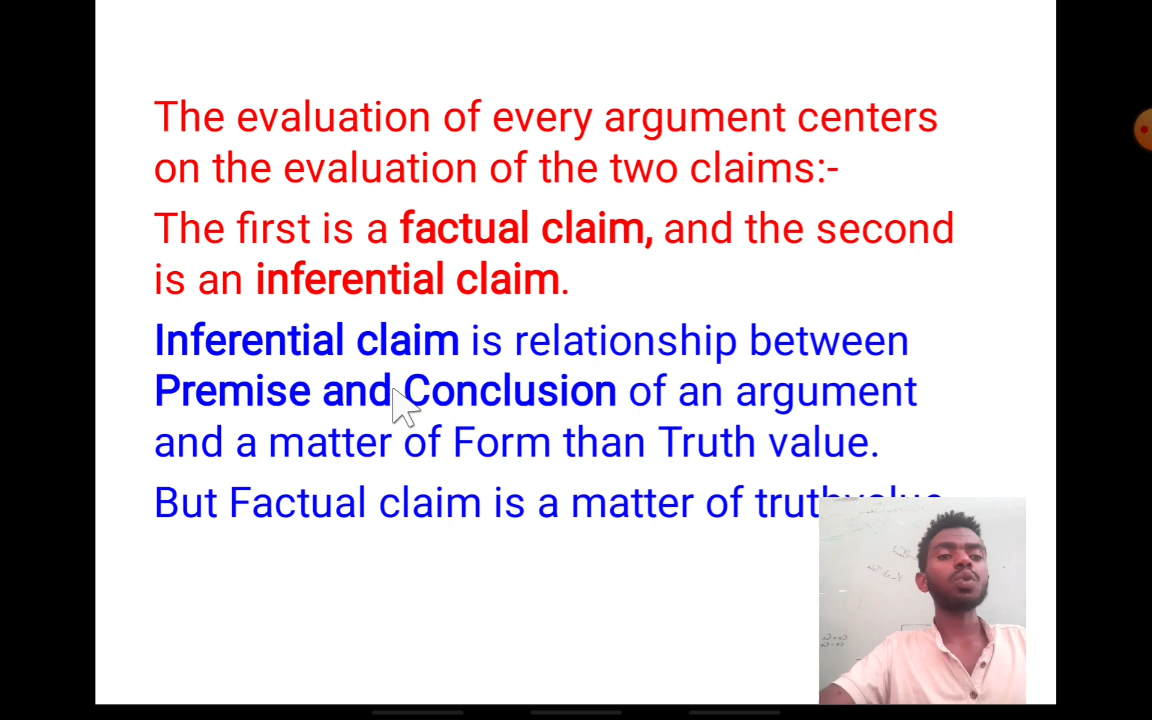 The evaluation of every argument centers
on the evaluation of the two claims:-
The first is a factual claim, and the second
is an inferential claim.
Inferential claim is relationship between
Premise and Conclusion of an argument
and a matter of Form than Truth value.
But Factual claim is a matter of truthvalue